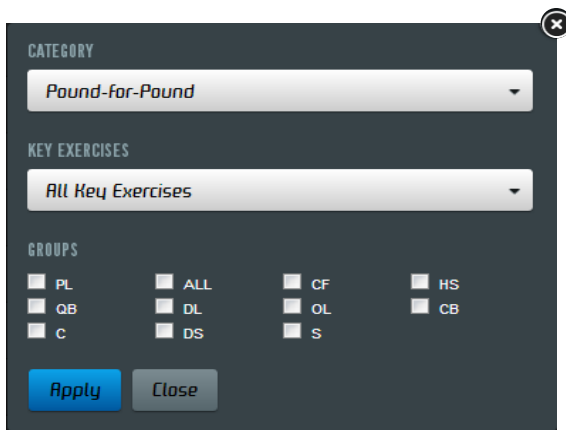 CATEGORY
Pound-for-Pound
KEY EXERCISES
All Key Exercises
GROUPS
PL ALL CF HS
QB DL OL CB
C DS S
Apply Close